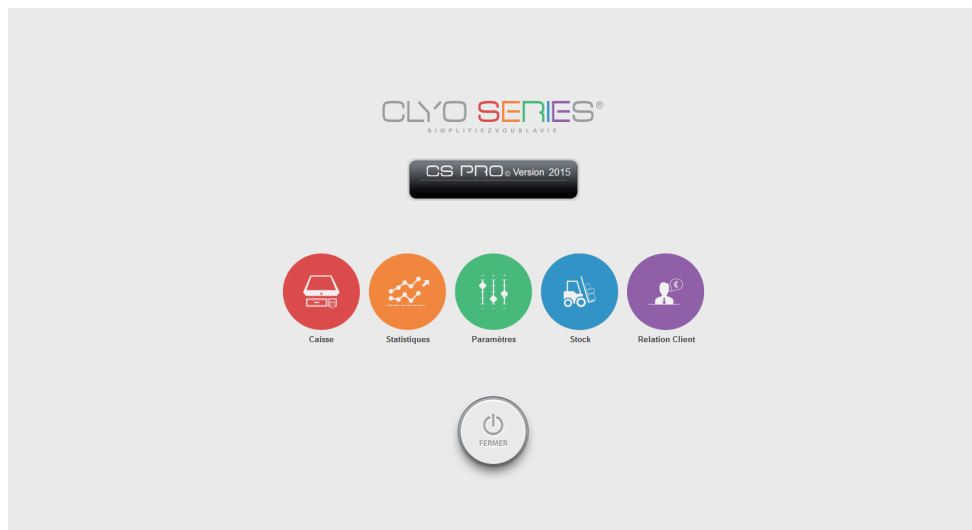 CLYO SERIES®
SIMPLIFIEZVOUSLAVIE
CS PRO© Version 2015
€
Caisse Statistiques Paramètres Stock Relation Client
FERMER